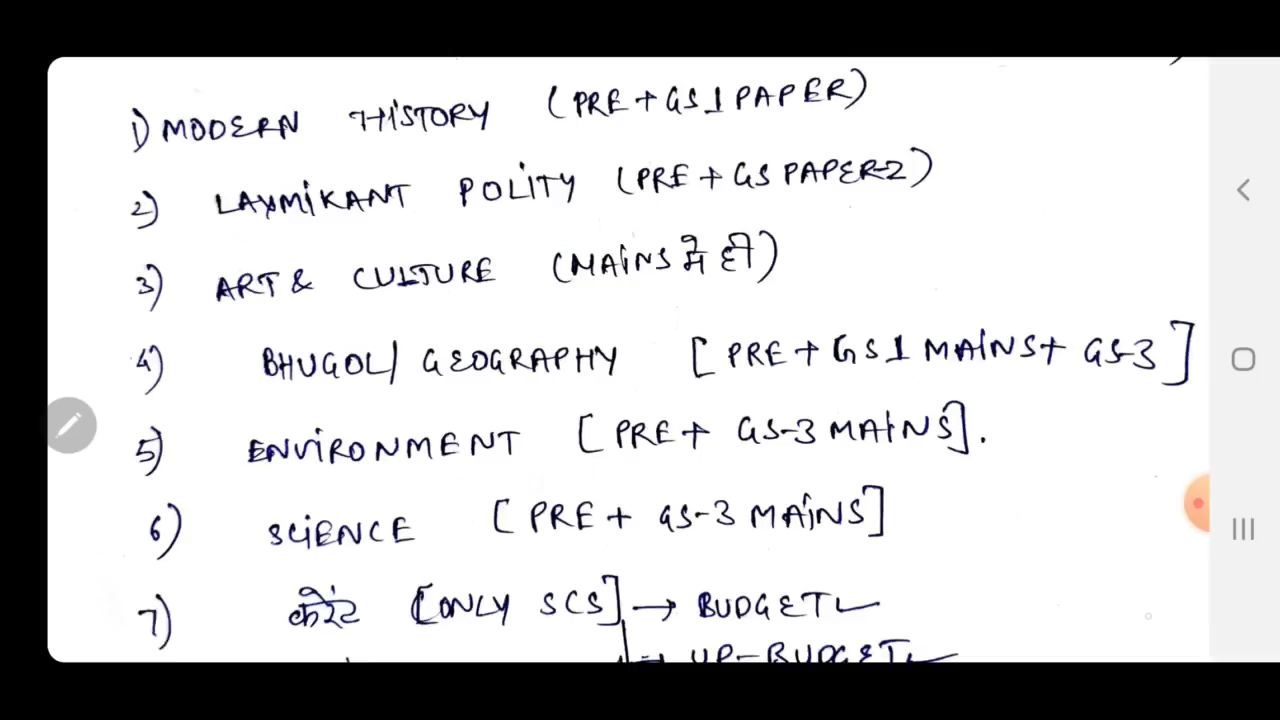 1) MODERN HISTORY (PRE + GS 1 PAPER)
2) LAXMIKANT POLITY (PRE + GS PAPER-2)
3) ART & CULTURE (MAINS में ही)
4) BHUGOL/ GEOGRAPHY [PRE + GS 1 MAINS + GS-3]
5) ENVIRONMENT [PRE + GS-3 MAINS].
6) SCIENCE [PRE + GS-3 MAINS]
7) करेंट [ONLY SCS] → BUDGET
→ UP-BUDGET